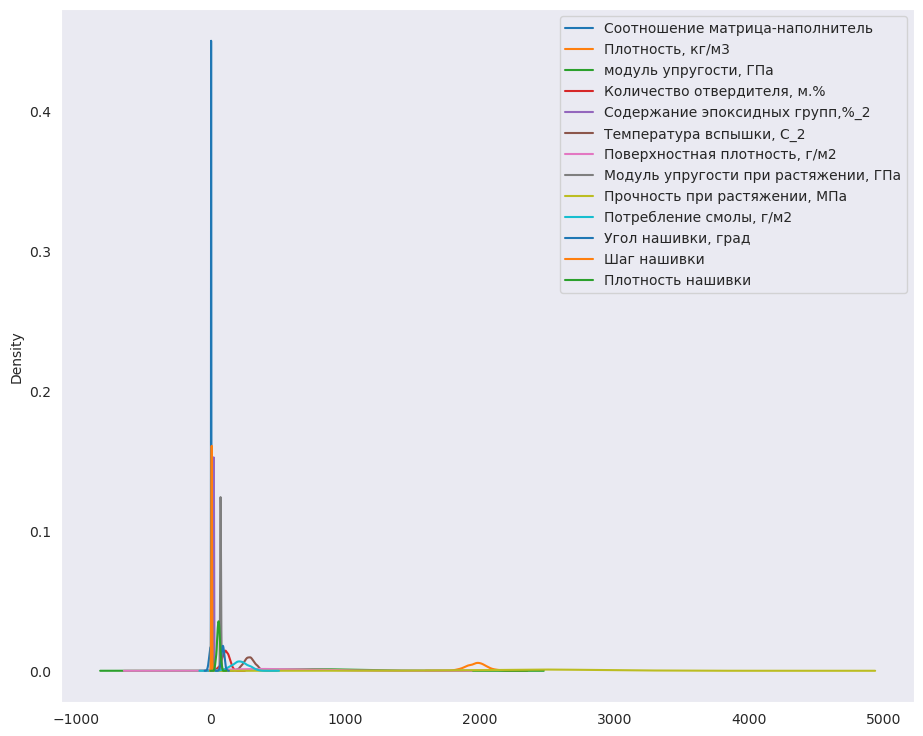 Соотношение матрица-наполнитель
Плотность, кг/м3
модуль упругости, ГПа
Количество отвердителя, м.%
Содержание эпоксидных групп,%_2
Температура вспышки, С_2
Поверхностная плотность, г/м2
Модуль упругости при растяжении, ГПа
Прочность при растяжении, МПа
Потребление смолы, г/м2
Угол нашивки, град
Шаг нашивки
Плотность нашивки
0.4
0.3
0.2
0.1
0.0
Density
−1000 0 1000 2000 3000 4000 5000